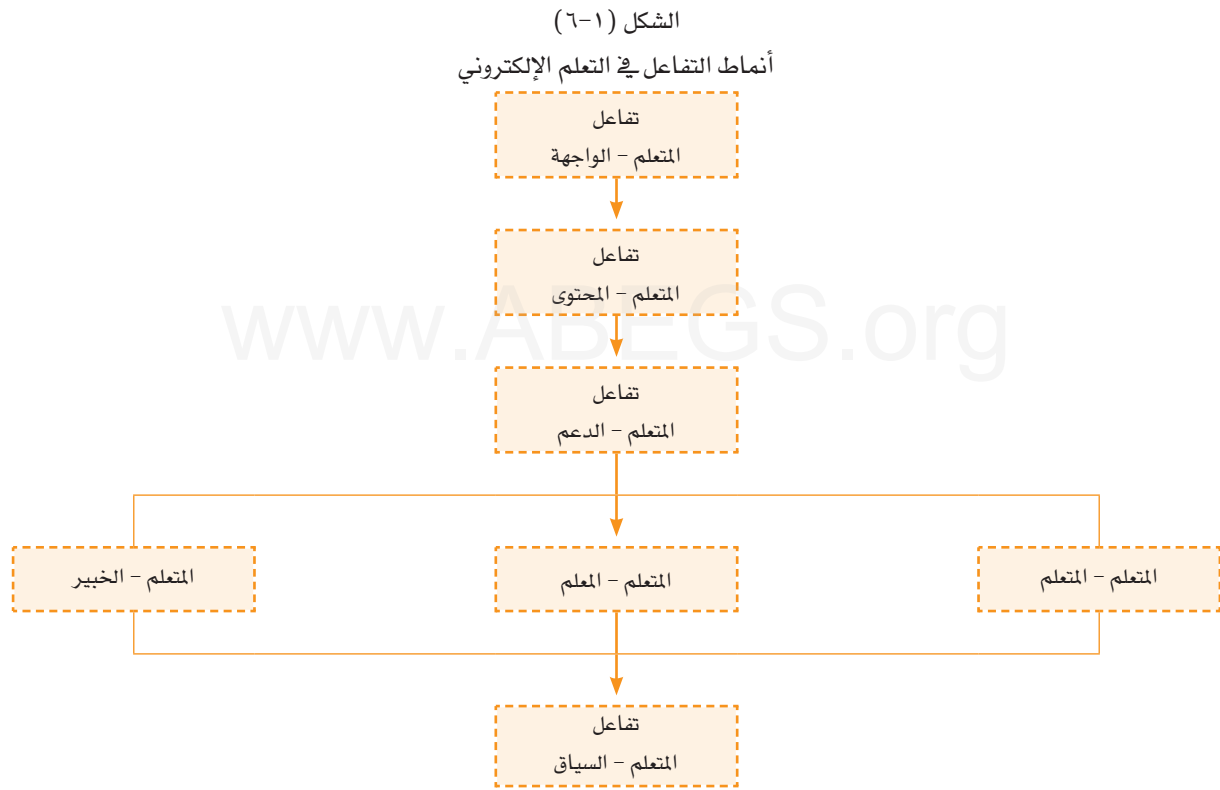 الشكل (١-٦)
أنماط التفاعل في التعلم الإلكتروني
تفاعل
المتعلم - الواجهة
تفاعل
المتعلم - المحتوى
www.ABEGS.org
تفاعل
المتعلم - الدعم
المتعلم - المتعلم
المتعلم - المعلم
المتعلم - الخبير
تفاعل
المتعلم - السياق